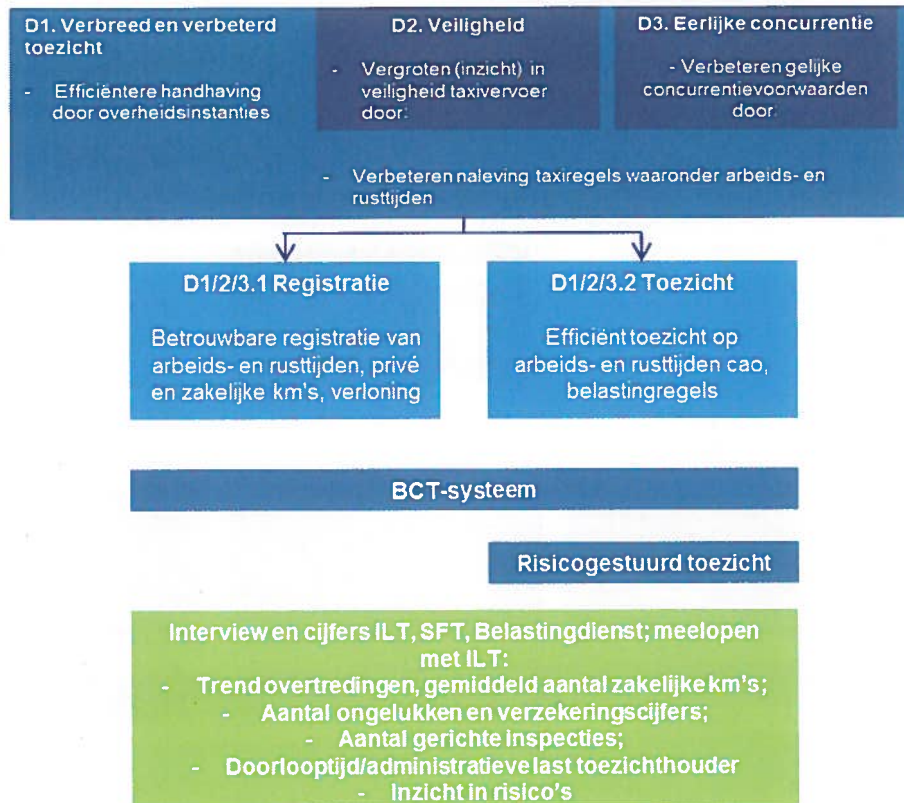 D1. Verbreed en verbeterd
toezicht
- Efficiëntere handhaving
door overheidsinstanties
D2. Veiligheid
- Vergroten (inzicht) in
veiligheid taxivervoer
door:
D3. Eerlijke concurrentie
- Verbeteren gelijke
concurrentievoorwaarden
door:
- Verbeteren naleving taxiregels waaronder arbeids- en
rusttijden
D1/2/3.1 Registratie
Betrouwbare registratie van
arbeids- en rusttijden, privé
en zakelijke km's, verloning
D1/2/3.2 Toezicht
Efficiënt toezicht op
arbeids- en rusttijden cao,
belastingregels
BCT-systeem
Risicogestuurd toezicht
Interview en cijfers ILT, SFT, Belastingdienst; meelopen
met ILT:
- Trend overtredingen, gemiddeld aantal zakelijke km's;
- Aantal ongelukken en verzekeringscijfers;
- Aantal gerichte inspecties;
- Doorlooptijd/administratieve last toezichthouder
- Inzicht in risico's